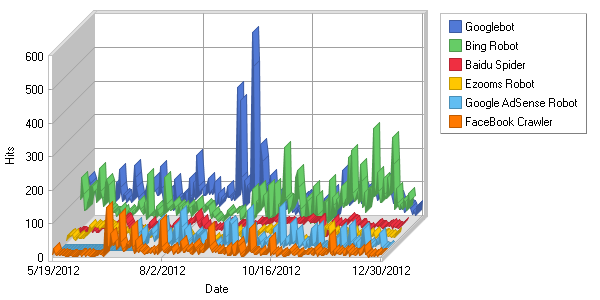 600
500
400
300
200
100
0
Hits
5/19/2012
8/2/2012
10/16/2012
12/30/2012
Date
Googlebot
Bing Robot
Baidu Spider
Ezooms Robot
Google AdSense Robot
FaceBook Crawler